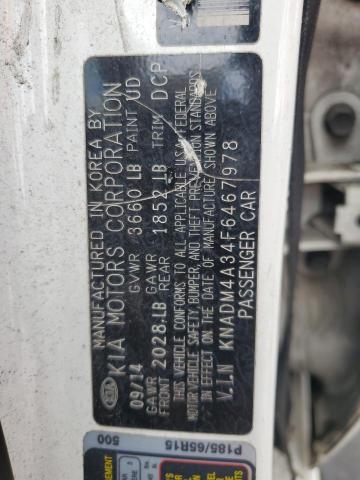 MANUFACTURED IN KOREA BY
KIA KIA MOTORS CORPORATION
09/14 GVWR 3660 LB PAINT UD
GAWR FRONT 2028 LB GAWR REAR 1852 LB TRIM DCP
THIS VEHICLE CONFORMS TO ALL APPLICABLE U.S.A FEDERAL
MOTOR VEHICLE SAFETY, BUMPER, AND THEFT PREVENTION STANDARDS
IN EFFECT ON THE DATE OF MANUFACTURE SHOWN ABOVE
V.I.N KNADM4A34F6467978
PASSENGER CAR
500
P185/65R15